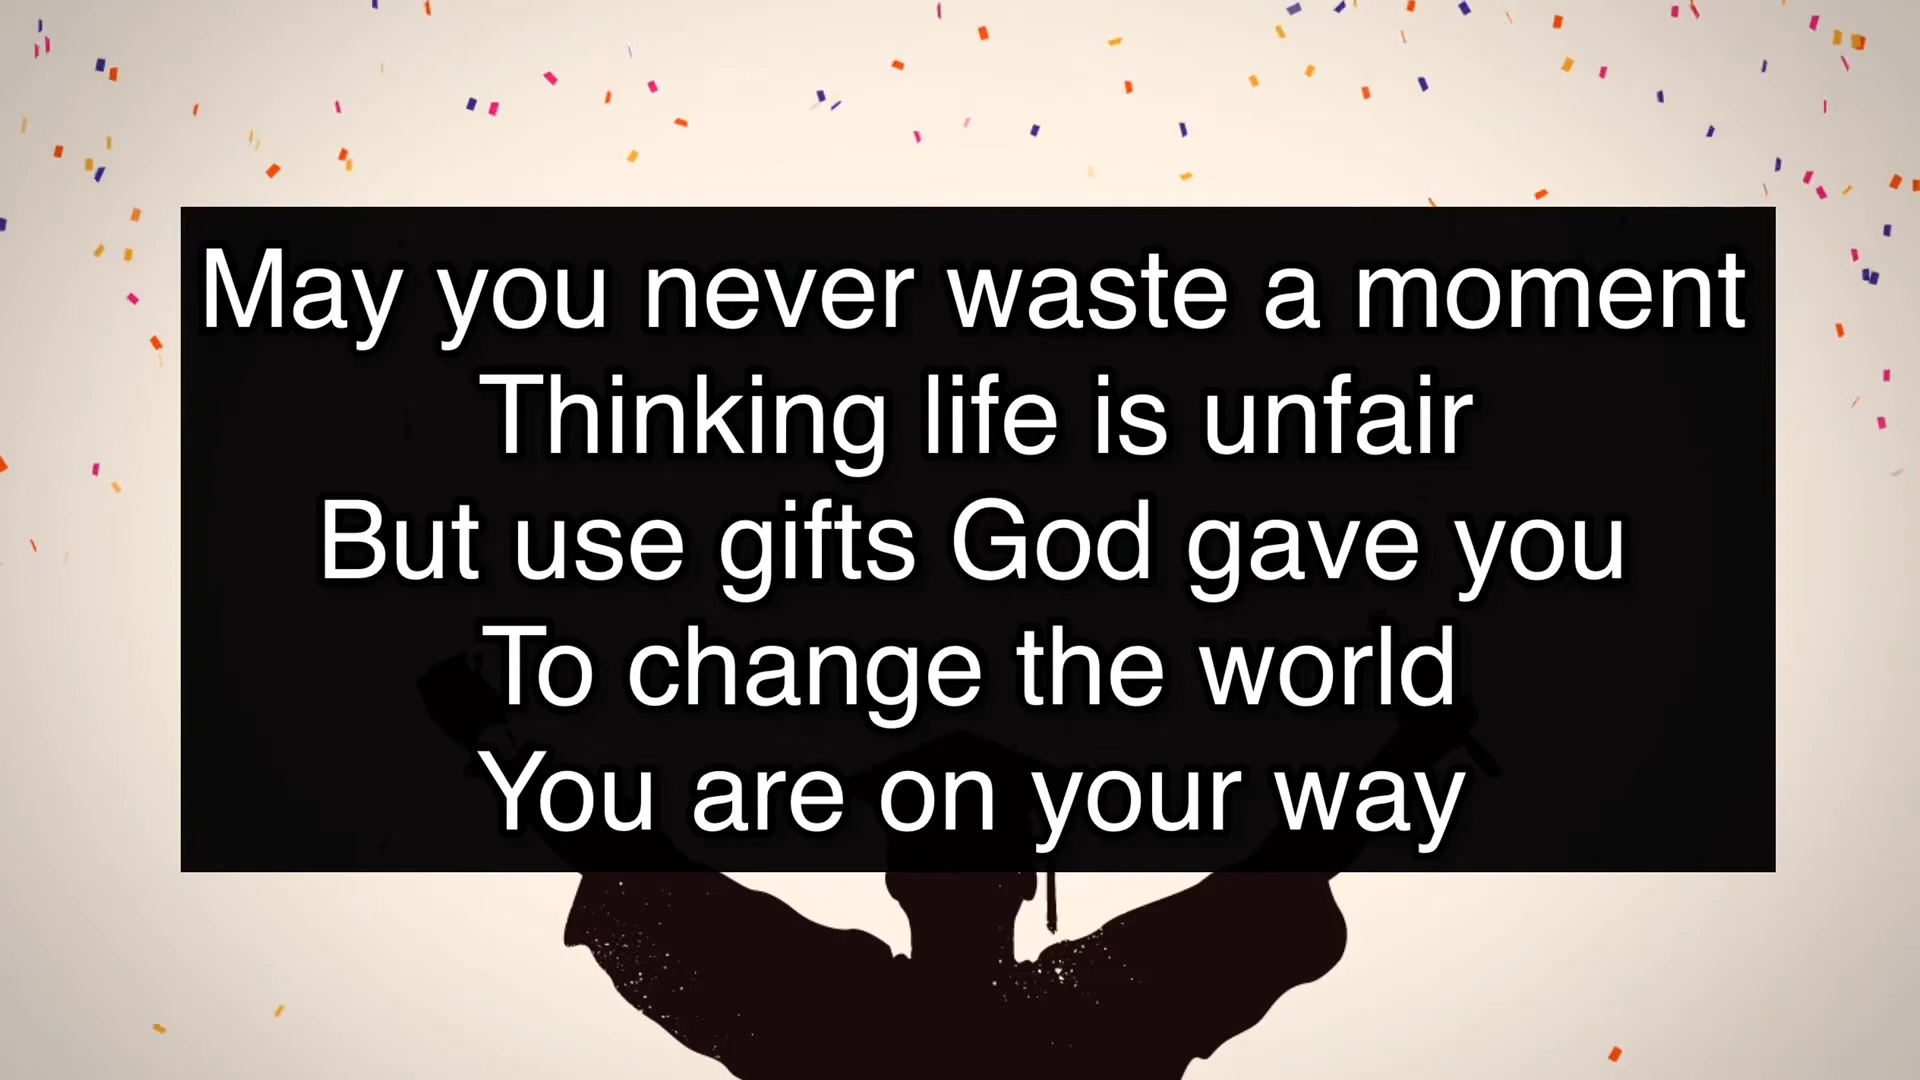 May you never waste a moment
Thinking life is unfair
But use gifts God gave you
To change the world
You are on your way